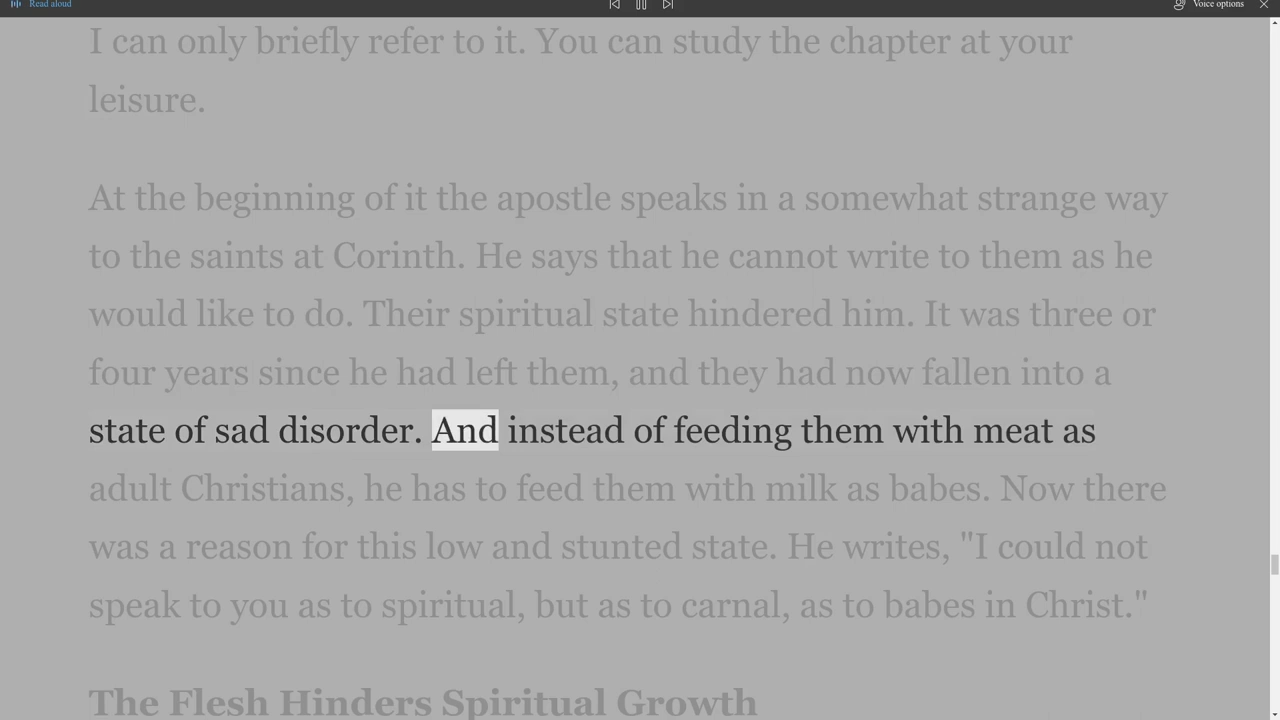 Read aloud
Voice options
I can only briefly refer to it. You can study the chapter at your
leisure.
At the beginning of it the apostle speaks in a somewhat strange way
to the saints at Corinth. He says that he cannot write to them as he
would like to do. Their spiritual state hindered him. It was three or
four years since he had left them, and they had now fallen into a
state of sad disorder. And instead of feeding them with meat as
adult Christians, he has to feed them with milk as babes. Now there
was a reason for this low and stunted state. He writes, "I could not
speak to you as to spiritual, but as to carnal, as to babes in Christ."
The Flesh Hinders Spiritual Growth